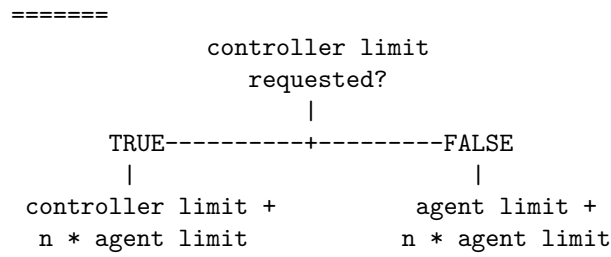 =======
controller limit
requested?
|
TRUE----------+---------FALSE
| |
controller limit + agent limit +
n * agent limit n * agent limit